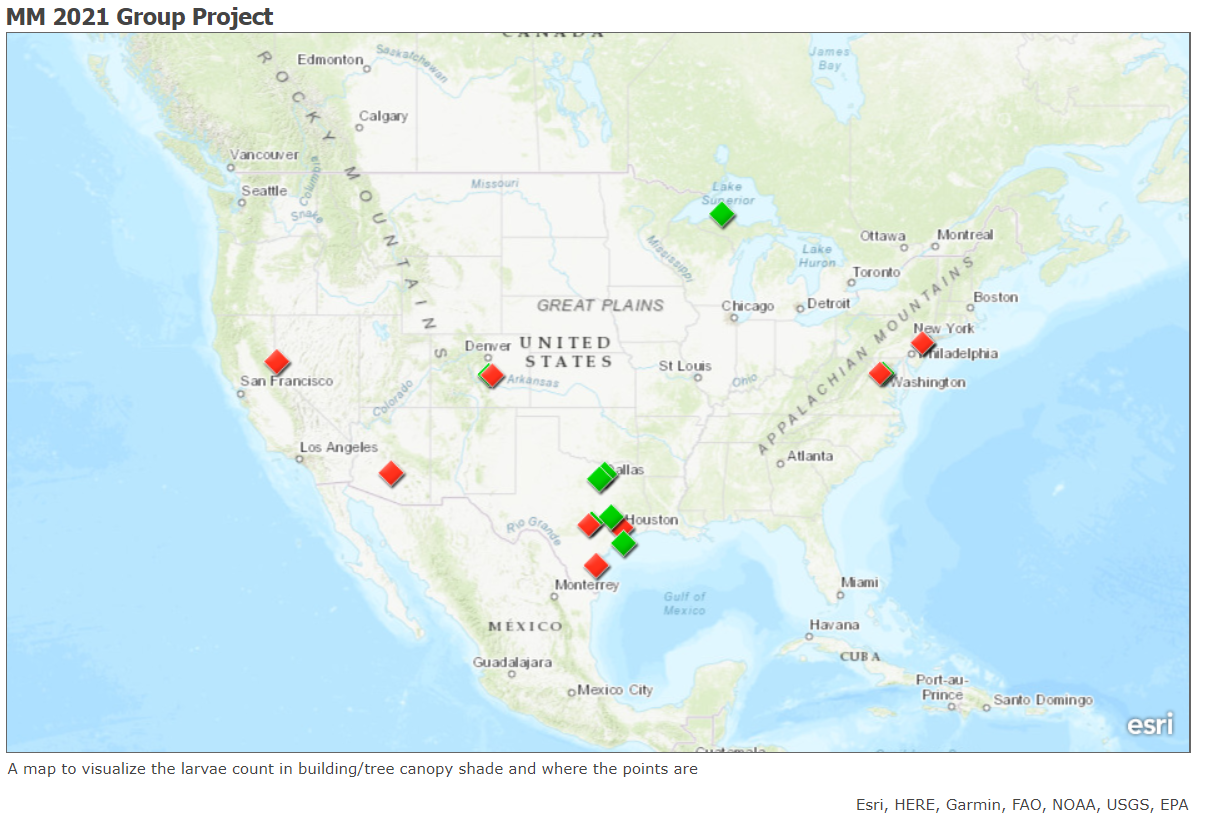 MM 2021 Group Project
CANADA
Edmonton
Saskatchewan
James
Bay
ROCKY MOUNTAINS
Calgary
Vancouver
Columbia
Seattle
Snake
Missouri
Lake
Superior
Mississippi
Ottawa
Montreal
Lake
Huron
Toronto
GREAT PLAINS
Chicago
Detroit
Boston
APPALACHIAN MOUNTAINS
New York
Denver
UNITED
STATES
Philadelphia
St Louis
San Francisco
Colorado
Arkansas
Ohio
Washington
Los Angeles
Atlanta
allas
Rio Grande
Houston
Monterrey
Gulf of
Mexico
Miami
Havana
MÉXICO
CUBA
Guadalajara
Mexico City
Port-au-
Prince
Santo Domingo
Guatemala
esri
A map to visualize the larvae count in building/tree canopy shade and where the points are
Esri, HERE, Garmin, FAO, NOAA, USGS, EPA